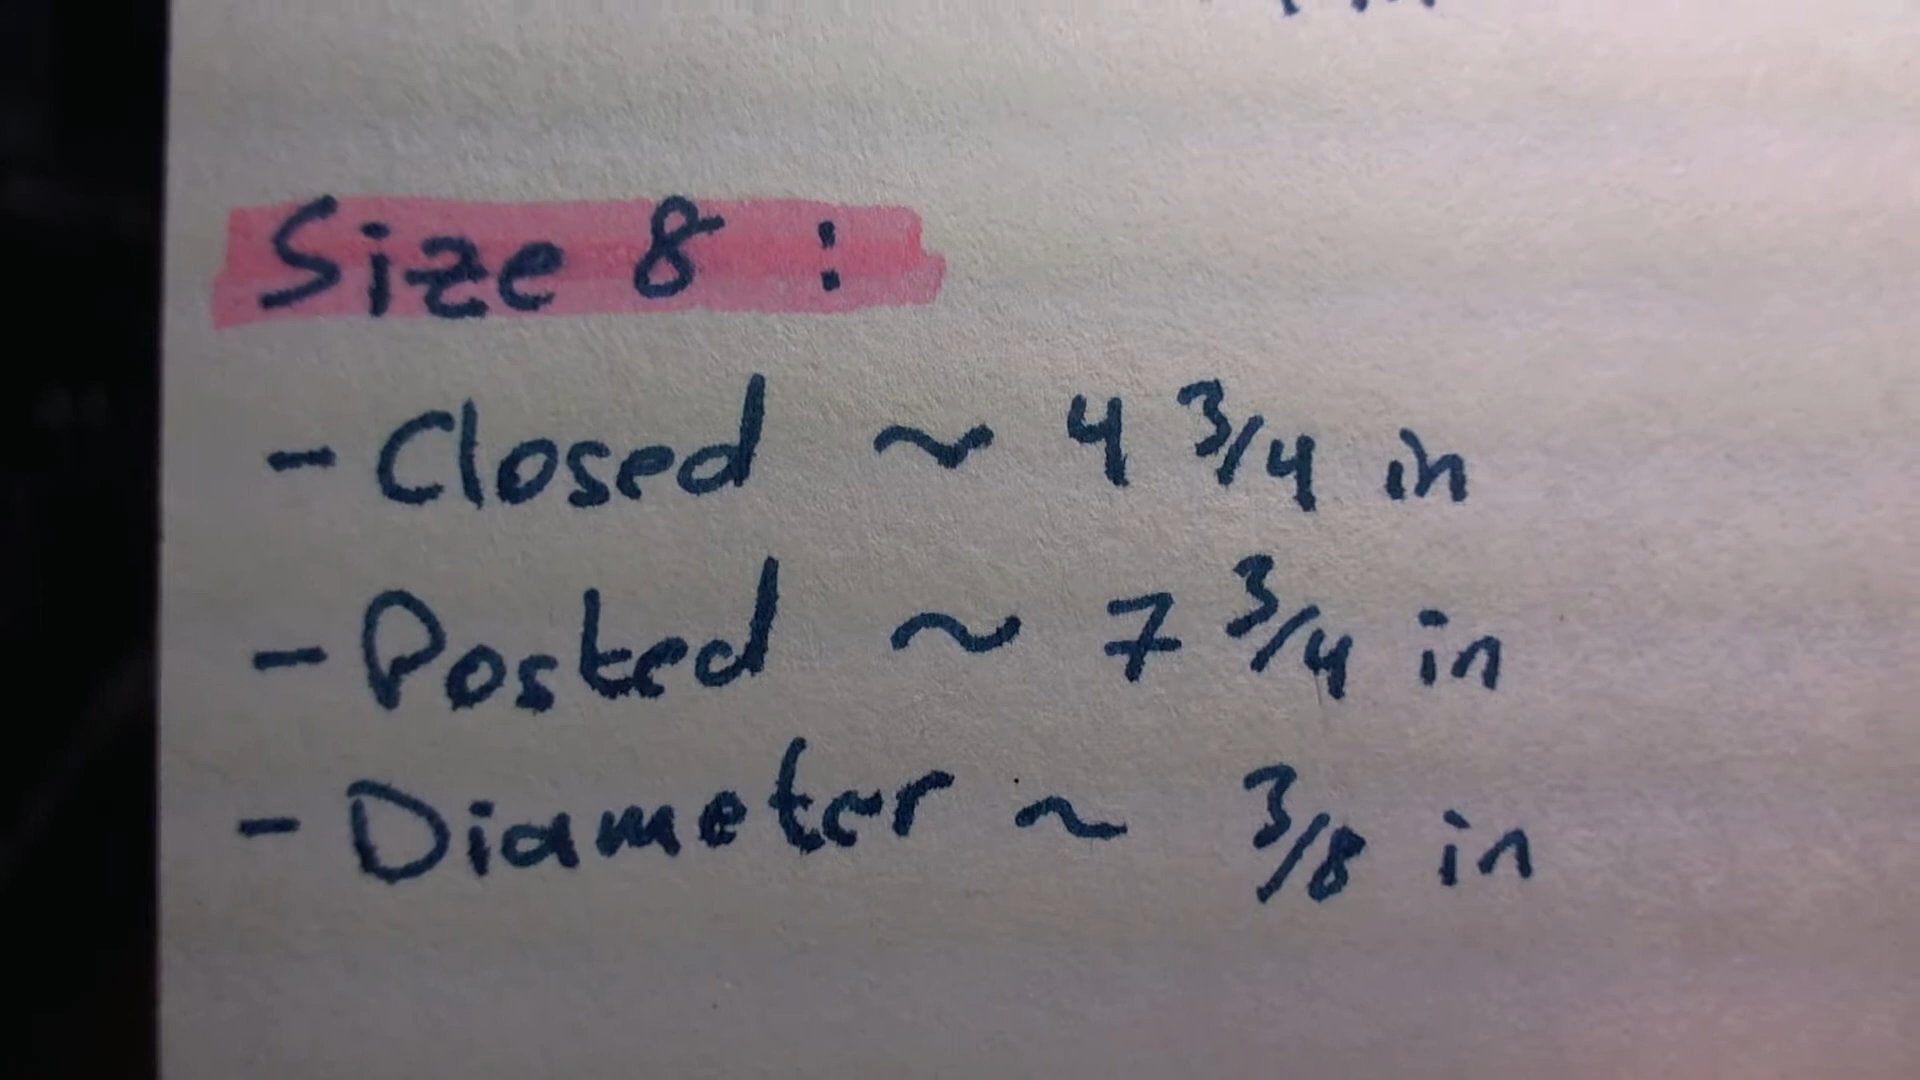 Size 8 :
- Closed ~ 4 3/4 in
- Posted ~ 7 3/4 in
- Diameter ~ 3/8 in